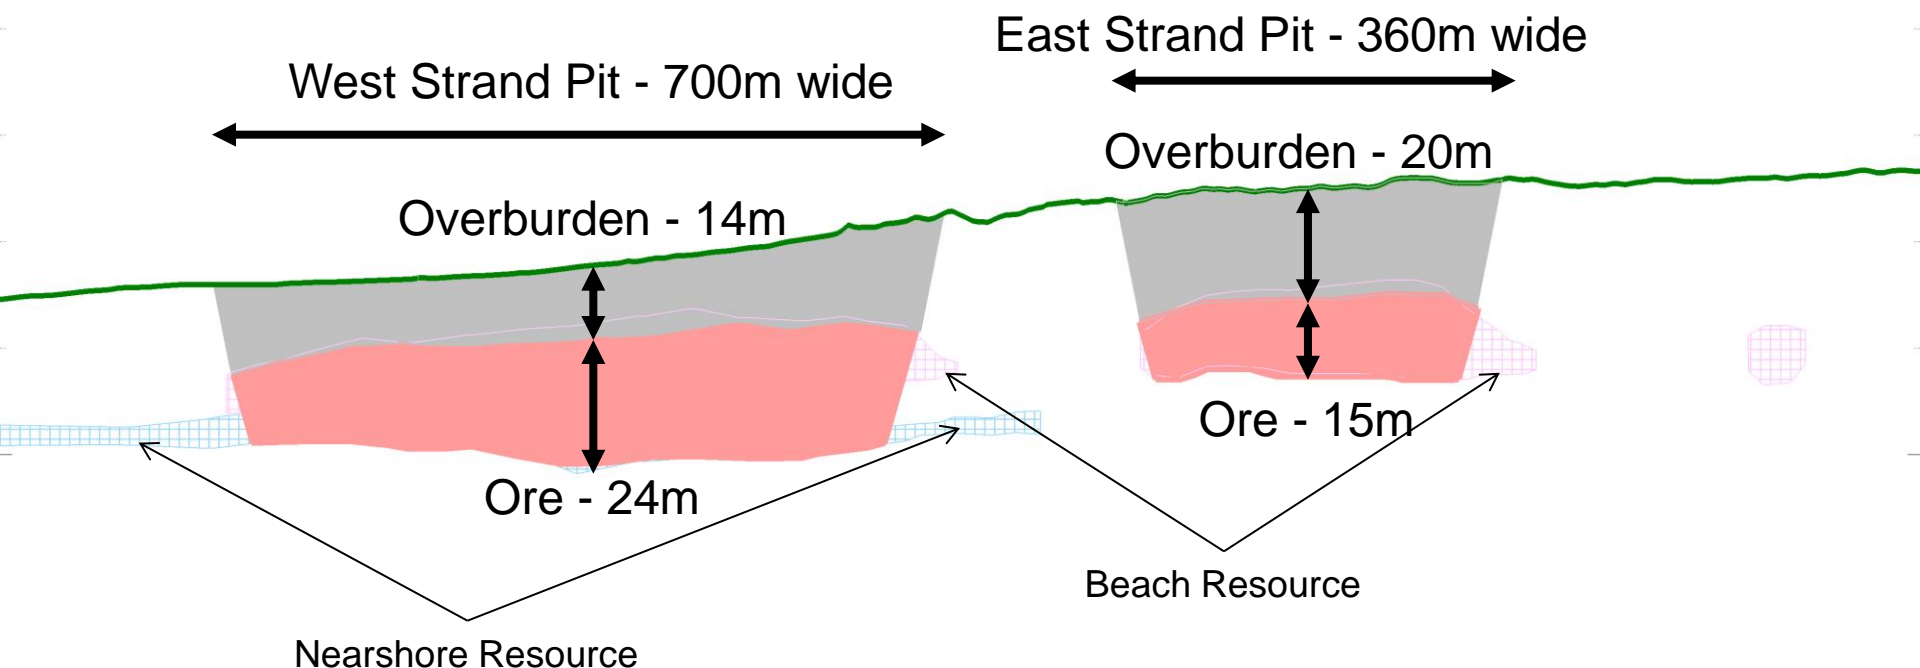 East Strand Pit - 360m wide
West Strand Pit - 700m wide
Overburden - 20m
Overburden - 14m
Ore - 15m
Ore - 24m
Beach Resource
Nearshore Resource